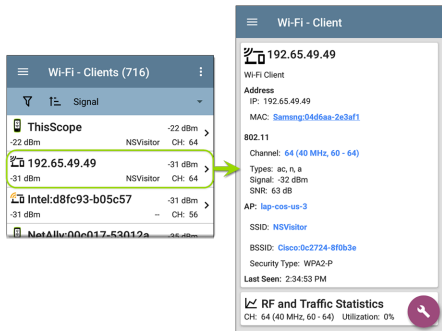 Wi-Fi - Clients (716)
Signal
ThisScope
-22 dBm
-22 dBm NSVisitor CH: 64
192.65.49.49
-31 dBm
-31 dBm NSVisitor CH: 64
Intel:d8fc93-b05c57
-31 dBm
-31 dBm -- CH: 56
NetAlly:00c017-53012a
-35 dBm
Wi-Fi - Client
192.65.49.49
Wi-Fi Client
Address
IP: 192.65.49.49
MAC: Samsng:04d6aa-2e3af1
802.11
Channel: 64 (40 MHz, 60 - 64)
Types: ac, n, a
Signal: -32 dBm
SNR: 63 dB
AP: lap-cos-us-3
SSID: NSVisitor
BSSID: Cisco:0c2724-8f0b3e
Security Type: WPA2-P
Last Seen: 2:34:53 PM
RF and Traffic Statistics
CH: 64 (40 MHz, 60 - 64) Utilization: 0%